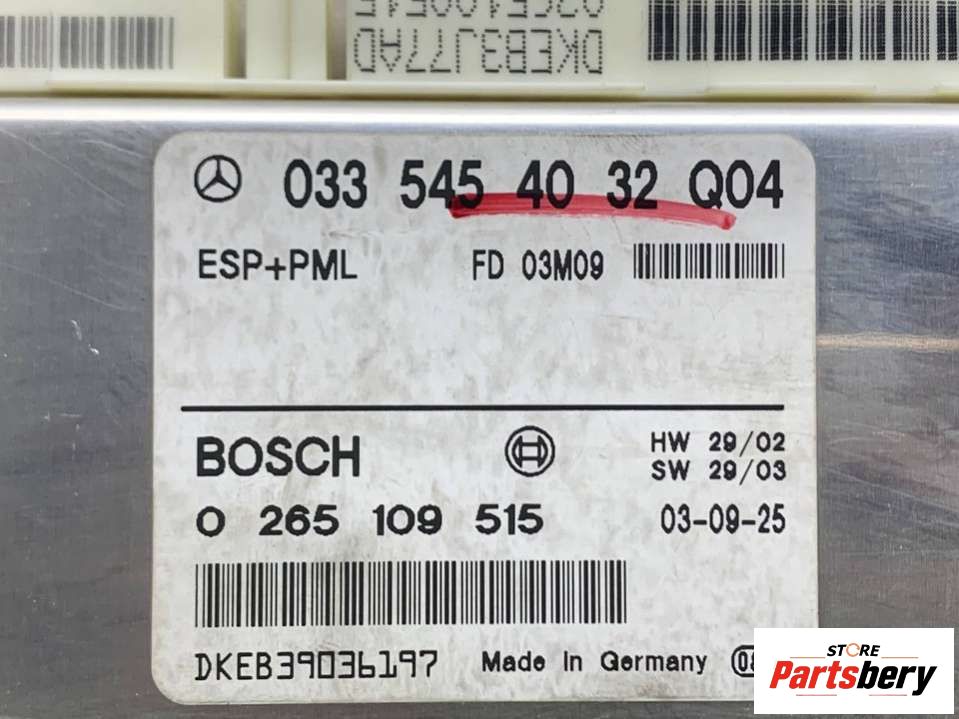 DKEB3J77AD
033 545 40 32 Q04
ESP+PML FD 03M09
BOSCH HW 29/02
SW 29/03
0 265 109 515 03-09-25
DKEB39036197 Made in Germany
STORE
Partsbery